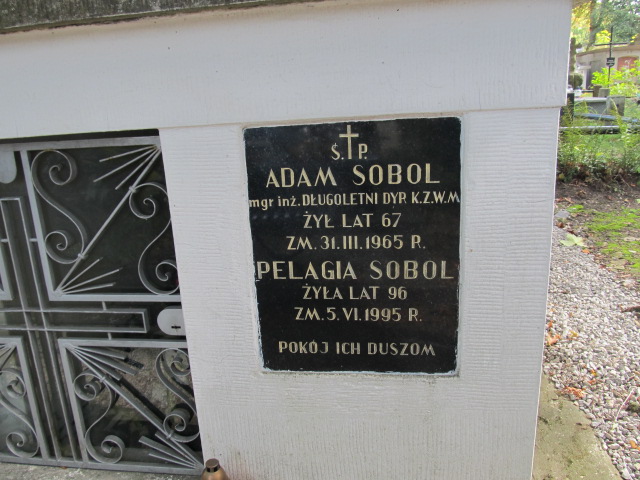 Ś. P.
ADAM SOBOL
mgr inż. DŁUGOLETNI DYR. K.Z.W.M
ŻYŁ LAT 67
ZM. 31. III. 1965 R.
PELAGIA SOBOL
ŻYŁA LAT 96
ZM. 5. VI. 1995 R.
POKÓJ ICH DUSZOM